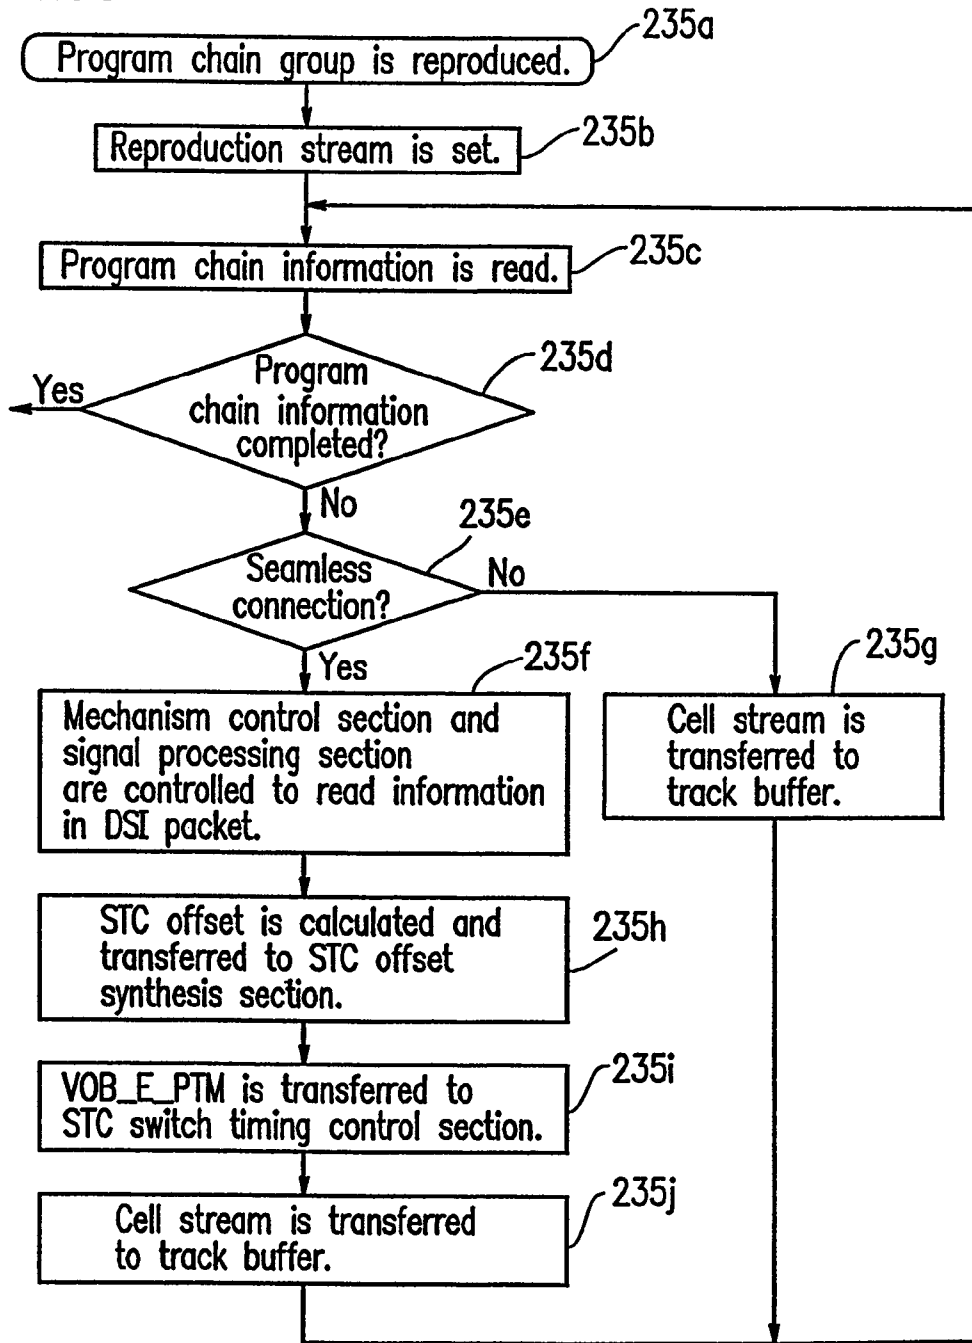 235a
Program chain group is reproduced.
235b
Reproduction stream is set.
235c
Program chain information is read.
235d
Program
chain information
completed?
Yes
No
235e
Seamless
connection?
No
Yes
235f
Mechanism control section and
signal processing section
are controlled to read information
in DSI packet.
235g
Cell stream is
transferred to
track buffer.
235h
STC offset is calculated and
transferred to STC offset
synthesis section.
235i
VOB_E_PTM is transferred to
STC switch timing control section.
235j
Cell stream is transferred
to track buffer.